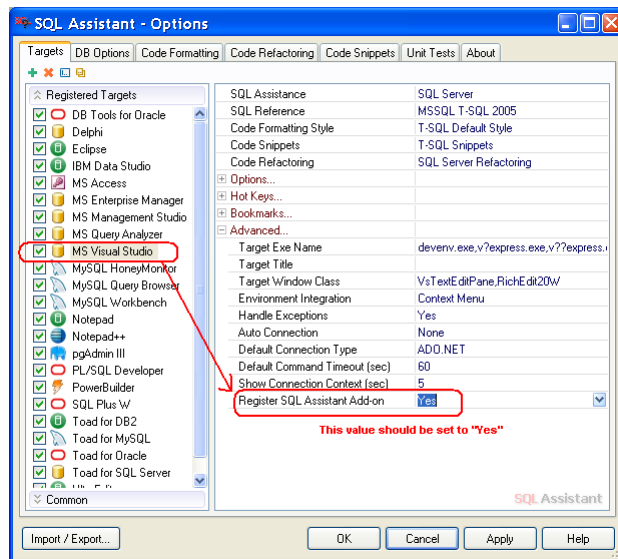 SQL Assistant - Options
Targets DB Options Code Formatting Code Refactoring Code Snippets Unit Tests About
Registered Targets
DB Tools for Oracle
Delphi
Eclipse
IBM Data Studio
MS Access
MS Enterprise Manager
MS Management Studio
MS Query Analyzer
MS Visual Studio
MySQL HoneyMonitor
MySQL Query Browser
MySQL Workbench
Notepad
Notepad++
pgAdmin III
PL/SQL Developer
PowerBuilder
SQL Plus W
Toad for DB2
Toad for MySQL
Toad for Oracle
Toad for SQL Server
Common
SQL Assistance SQL Server
SQL Reference MSSQL T-SQL 2005
Code Formatting Style T-SQL Default Style
Code Snippets T-SQL Snippets
Code Refactoring SQL Server Refactoring
Options...
Hot Keys...
Bookmarks...
Advanced...
Target Exe Name devenv.exe,v?express.exe,v??express.
Target Title
Target Window Class VsTextEditPane,RichEdit20W
Environment Integration Context Menu
Handle Exceptions Yes
Auto Connection None
Default Connection Type ADO.NET
Default Command Timeout (sec) 60
Show Connection Context (sec) 5
Register SQL Assistant Add-on Yes
This value should be set to "Yes"
SQL Assistant
Import / Export... OK Cancel Apply Help